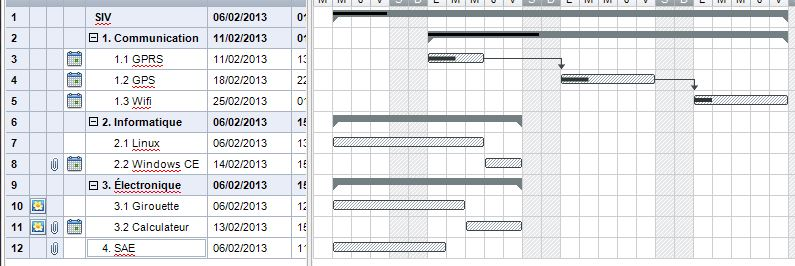 1 SIV 06/02/2013 01
2 1. Communication 11/02/2013 01
3 1.1 GPRS 11/02/2013 13
4 1.2 GPS 18/02/2013 22
5 1.3 Wifi 25/02/2013 01
6 2. Informatique 06/02/2013 15
7 2.1 Linux 06/02/2013 13
8 2.2 Windows CE 14/02/2013 15
9 3. Électronique 06/02/2013 15
10 3.1 Girouette 06/02/2013 12
11 3.2 Calculateur 13/02/2013 15
12 4. SAE 06/02/2013 11